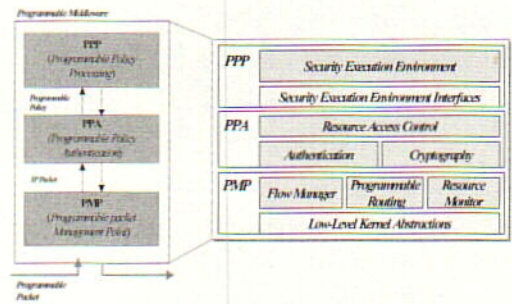 Programmable Middleware
PPP
(Programmable Policy
Processing)
Programmable
Policy
PPA
(Programmable Policy
Authentication)
IP Packet
PMP
(Programmable packet
Management Point)
Programmable
Packet
PPP
Security Execution Environment
Security Execution Environment Interfaces
PPA
Resource Access Control
Authentication
Cryptography
PMP
Flow Manager
Programmable
Routing
Resource
Monitor
Low-Level Kernel Abstractions